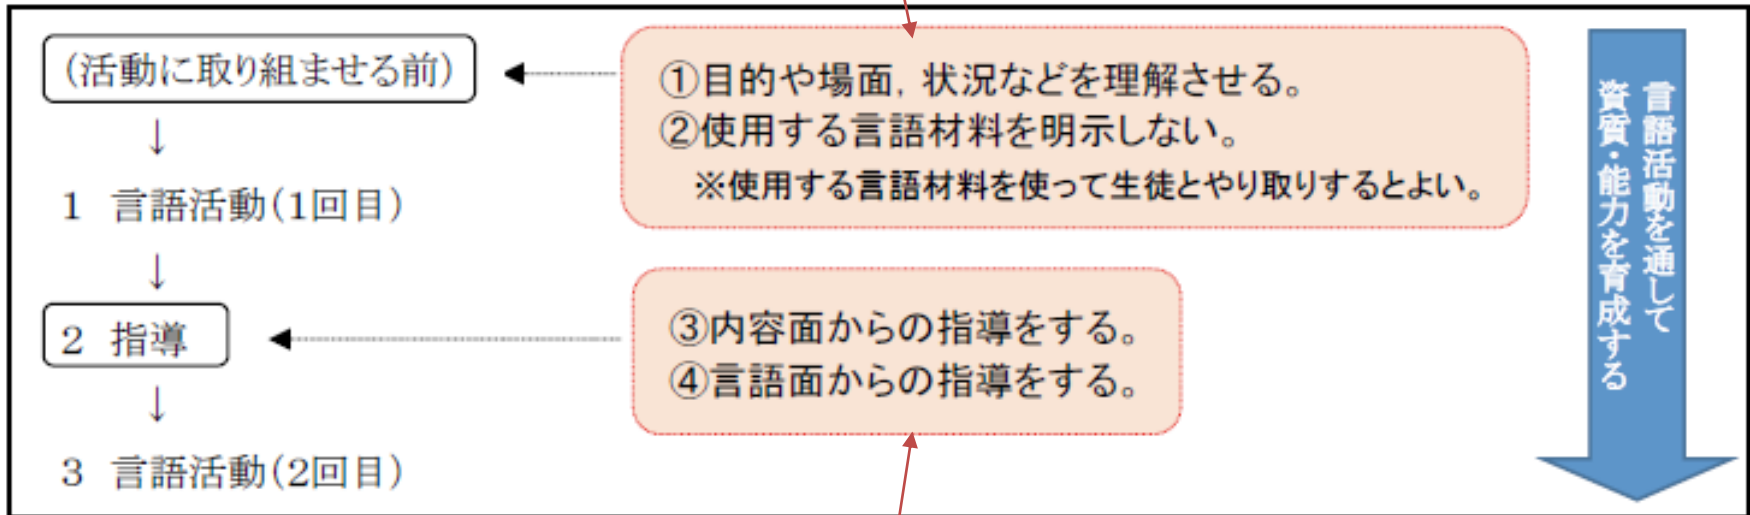 (活動に取り組ませる前)
↓
1 言語活動(1回目)
↓
2 指導
↓
3 言語活動(2回目)
①目的や場面，状況などを理解させる。
②使用する言語材料を明示しない。
※使用する言語材料を使って生徒とやり取りするとよい。
③内容面からの指導をする。
④言語面からの指導をする。
言語活動を通して
資質・能力を育成する